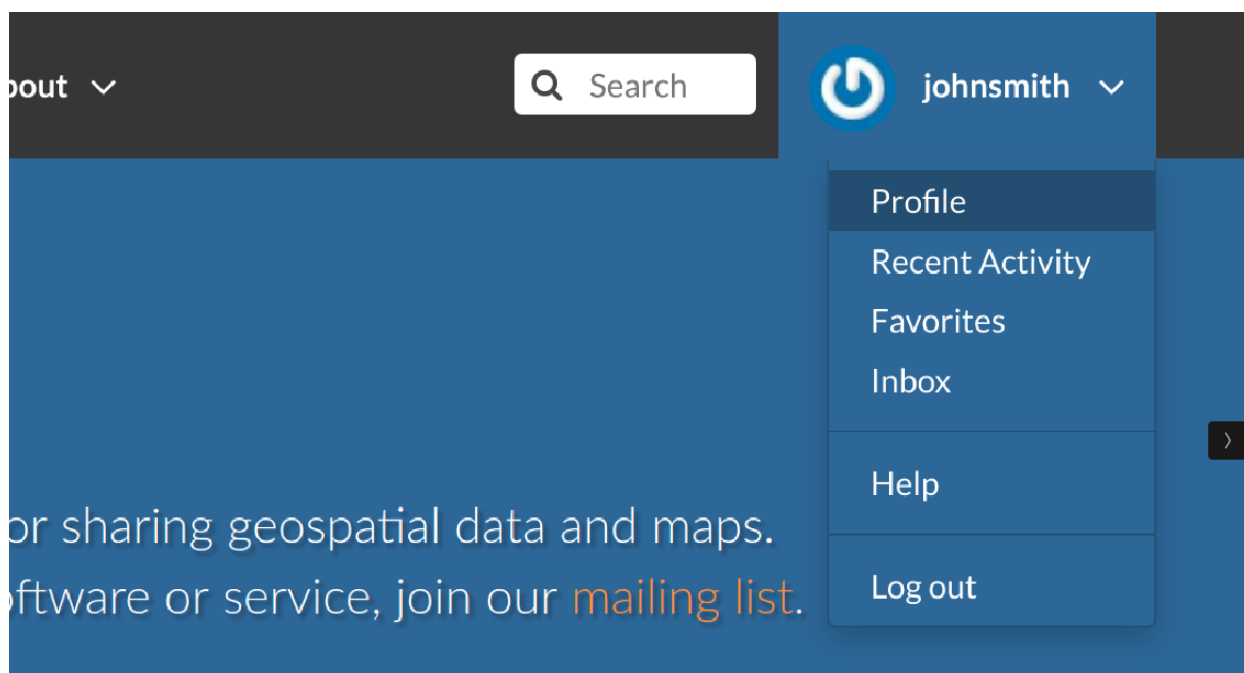 bout
Search
johnsmith
Profile
Recent Activity
Favorites
Inbox
Help
or sharing geospatial data and maps.
oftware or service, join our mailing list.
Log out